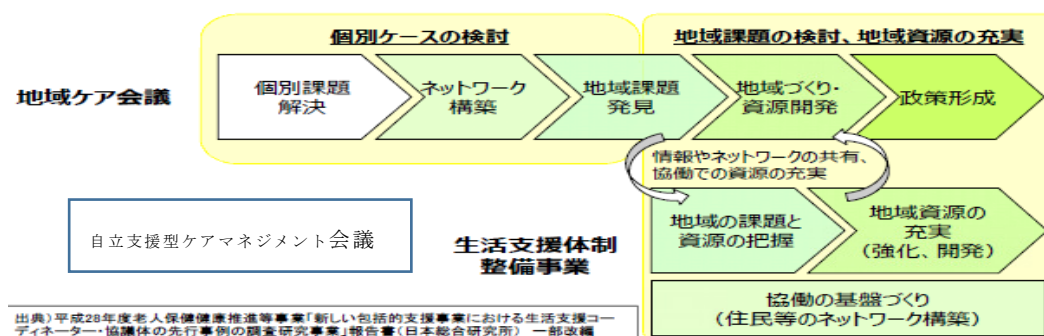 個別ケースの検討
地域課題の検討、地域資源の充実
地域ケア会議
個別課題
解決
ネットワーク
構築
地域課題
発見
地域づくり・
資源開発
政策形成
情報やネットワークの共有、
協働での資源の充実
自立支援型ケアマネジメント会議
生活支援体制
整備事業
地域の課題と
資源の把握
地域資源の
充実
(強化、開発)
協働の基盤づくり
(住民等のネットワーク構築)
出典)平成28年度老人保健健康推進等事業「新しい包括的支援事業における生活支援コー
ディネーター・協議体の先行事例の調査研究事業」報告書(日本総合研究所) 一部改編